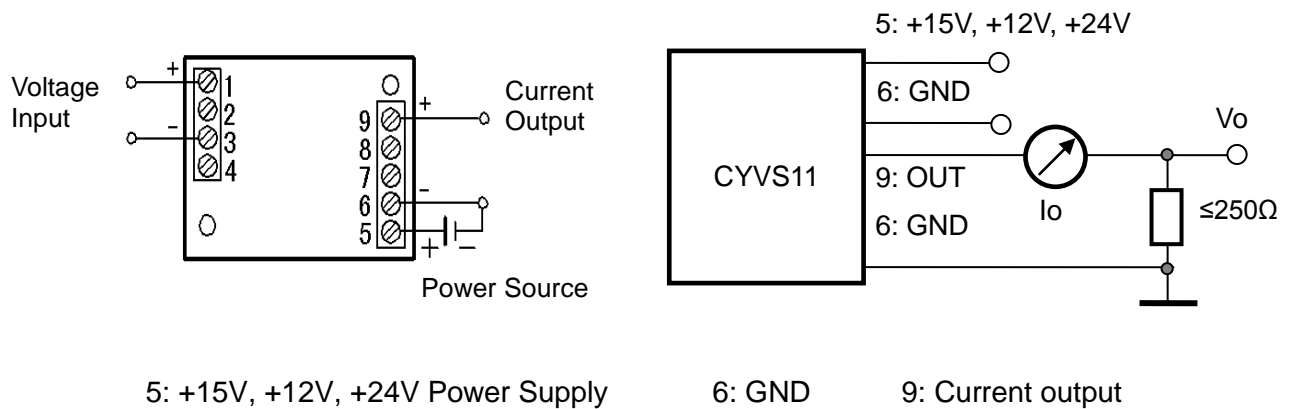 Voltage
Input
+
-
1
2
3
4
9
8
7
6
5
+
-
+
–
Current
Output
Power Source
5: +15V, +12V, +24V
6: GND
CYVS11
9: OUT
6: GND
Io
Vo
≤250Ω
5: +15V, +12V, +24V Power Supply 6: GND 9: Current output